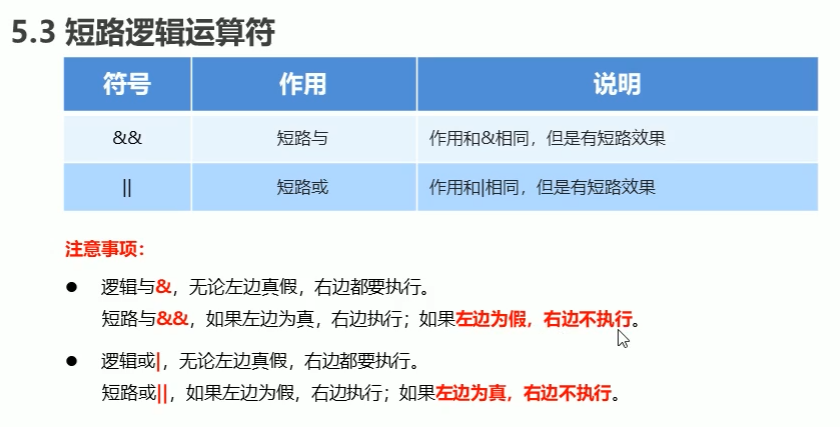 5.3 短路逻辑运算符
符号 作用 说明
&& 短路与 作用和&相同，但是有短路效果
|| 短路或 作用和|相同，但是有短路效果
注意事项：
● 逻辑与&，无论左边真假，右边都要执行。
短路与&&，如果左边为真，右边执行；如果左边为假，右边不执行。
● 逻辑或|，无论左边真假，右边都要执行。
短路或||，如果左边为假，右边执行；如果左边为真，右边不执行。